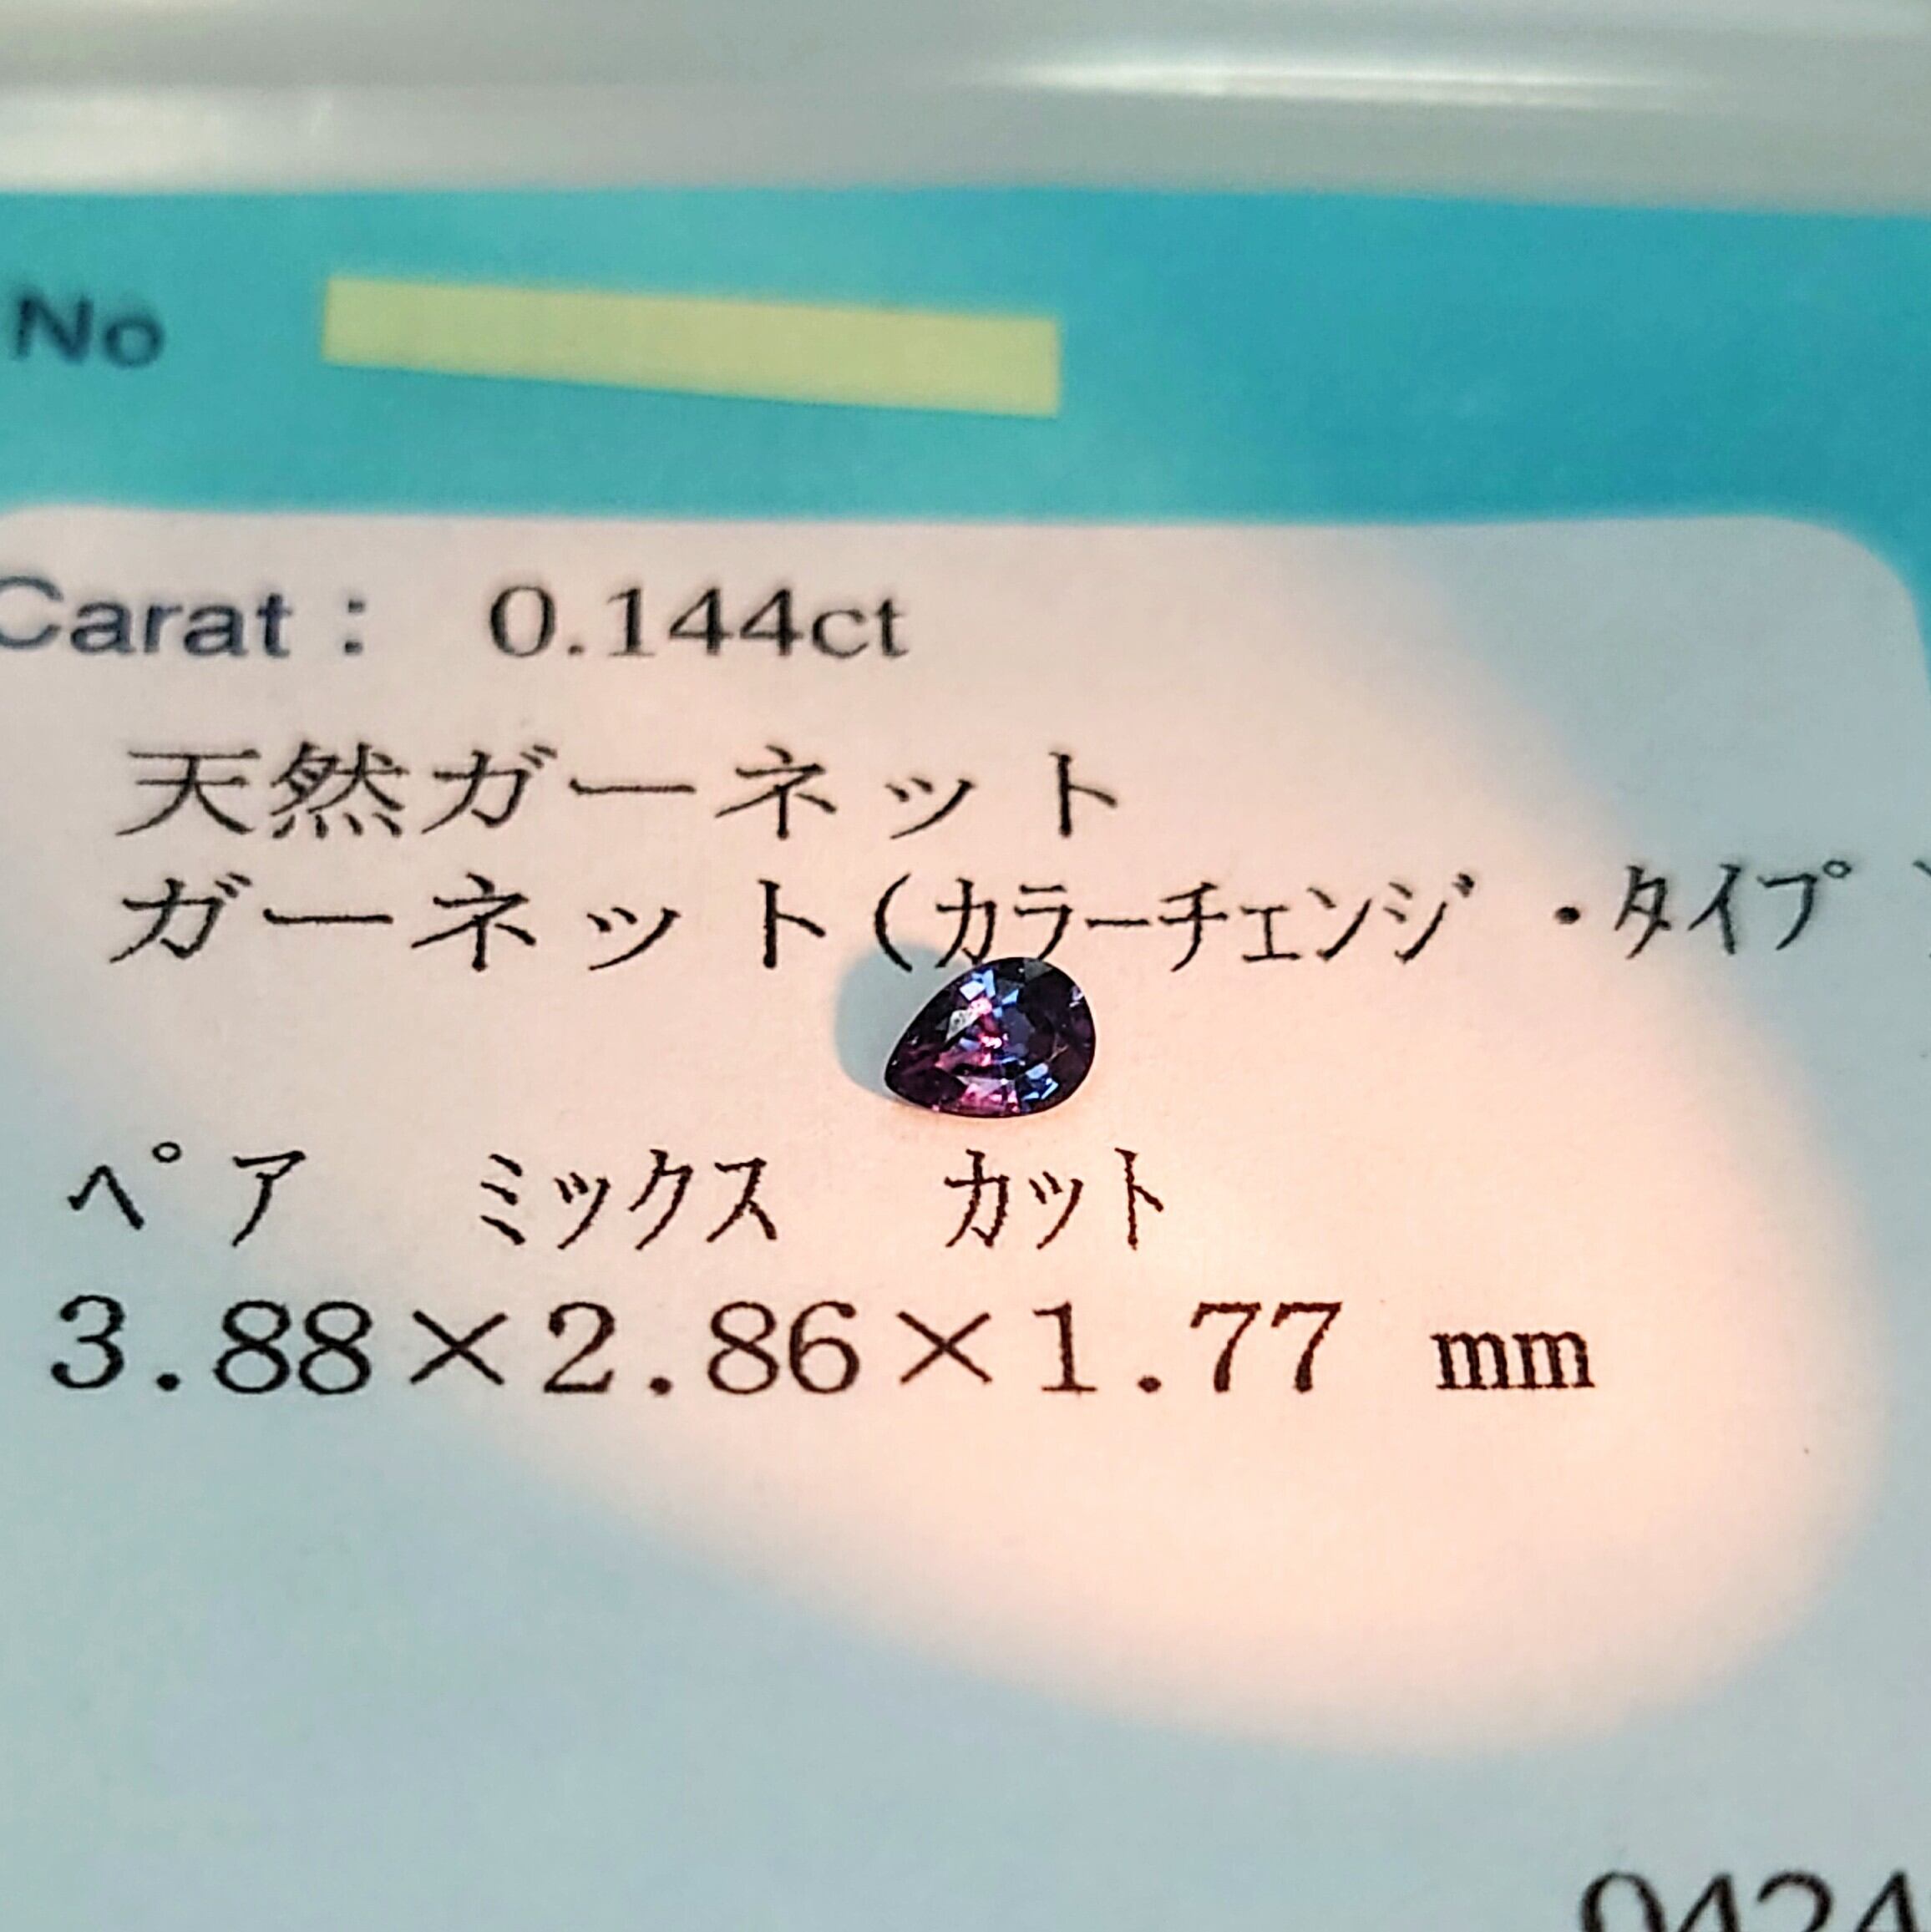 No
Carat : 0.144ct
天然ガーネット
ガーネット(カラーチェンジ・タイプ)
ペア ミックス カット
3.88×2.86×1.77 mm
0424